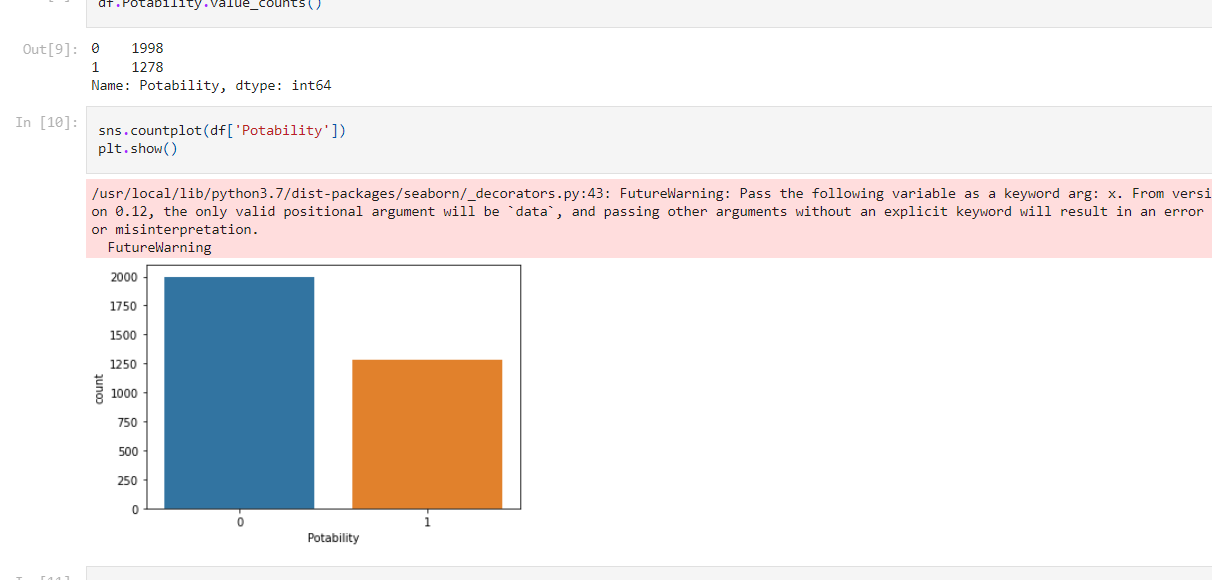 df.Potability.value_counts()
Out[9]: 0    1998
1    1278
Name: Potability, dtype: int64
In [10]: sns.countplot(df['Potability'])
plt.show()
/usr/local/lib/python3.7/dist-packages/seaborn/_decorators.py:43: FutureWarning: Pass the following variable as a keyword arg: x. From versi
on 0.12, the only valid positional argument will be `data`, and passing other arguments without an explicit keyword will result in an error
or misinterpretation.
  FutureWarning
2000
1750
1500
1250
1000
750
500
250
0
count
0 1
Potability
In [11]